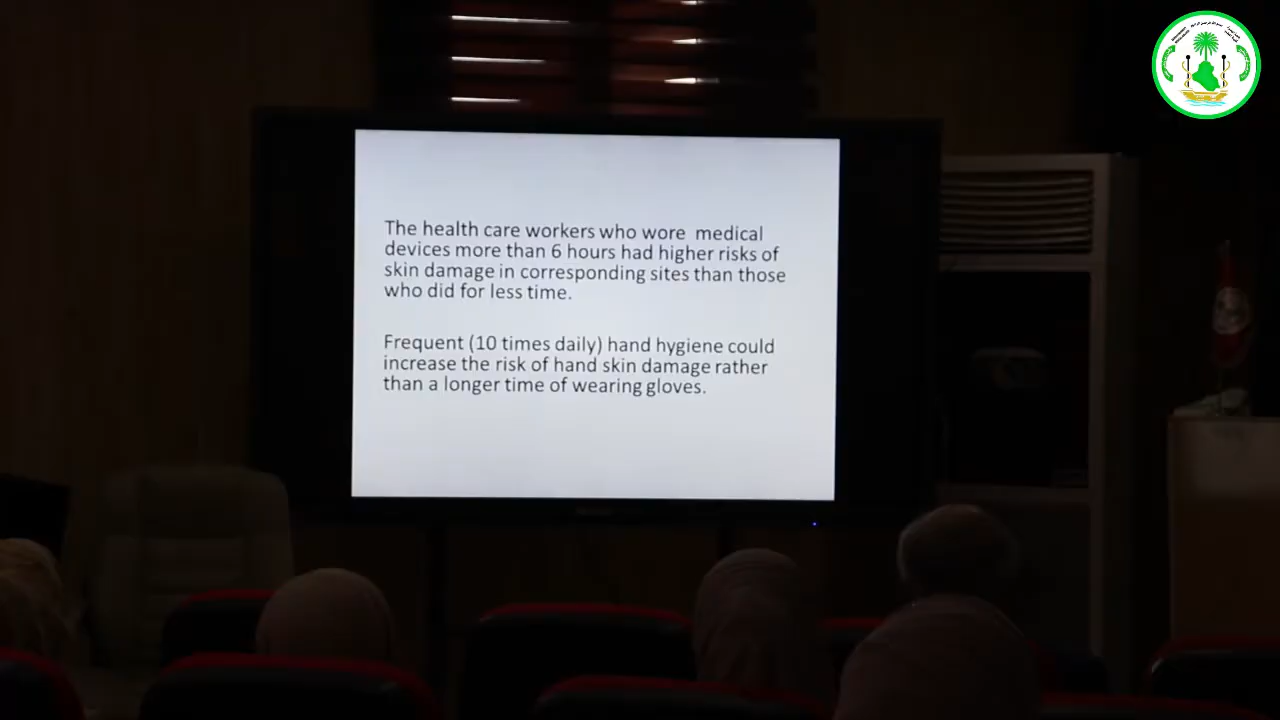 The health care workers who wore medical
devices more than 6 hours had higher risks of
skin damage in corresponding sites than those
who did for less time.
Frequent (10 times daily) hand hygiene could
increase the risk of hand skin damage rather
than a longer time of wearing gloves.